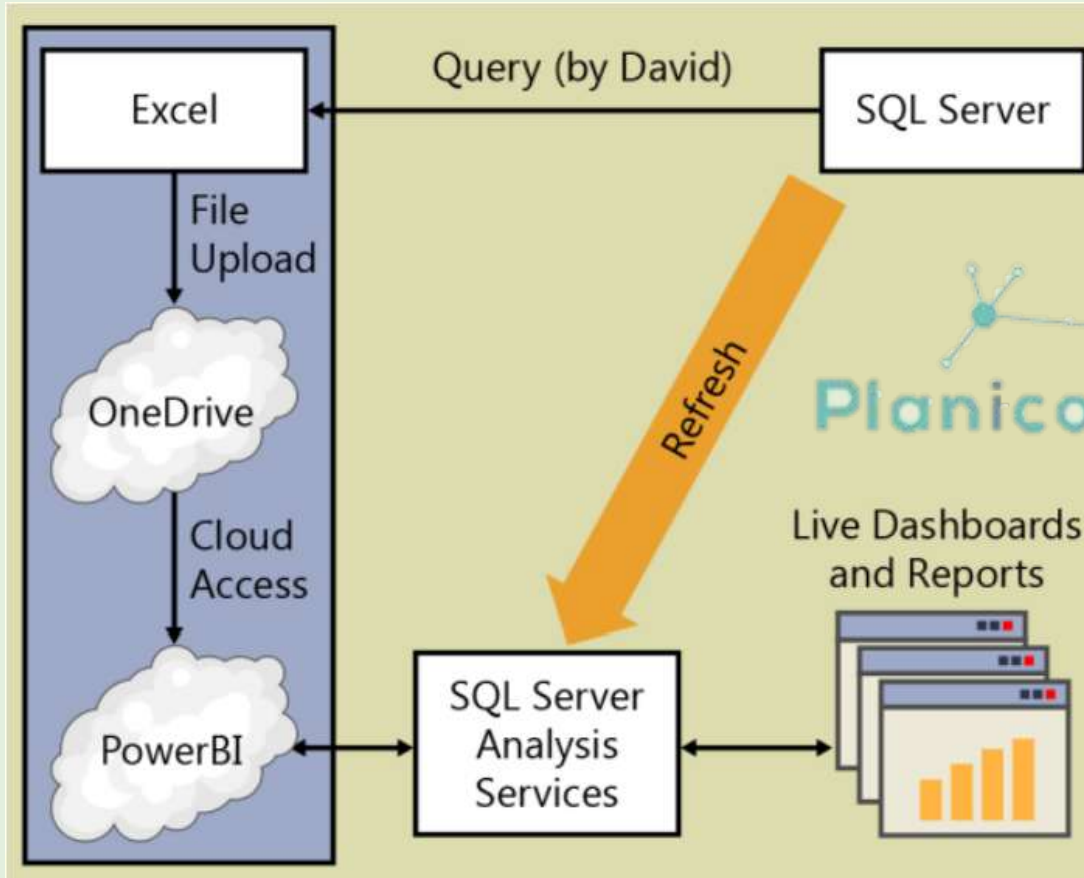 Query (by David)
Excel
SQL Server
File
Upload
Refresh
OneDrive
Planica
Cloud
Access
Live Dashboards
and Reports
PowerBI
SQL Server
Analysis
Services